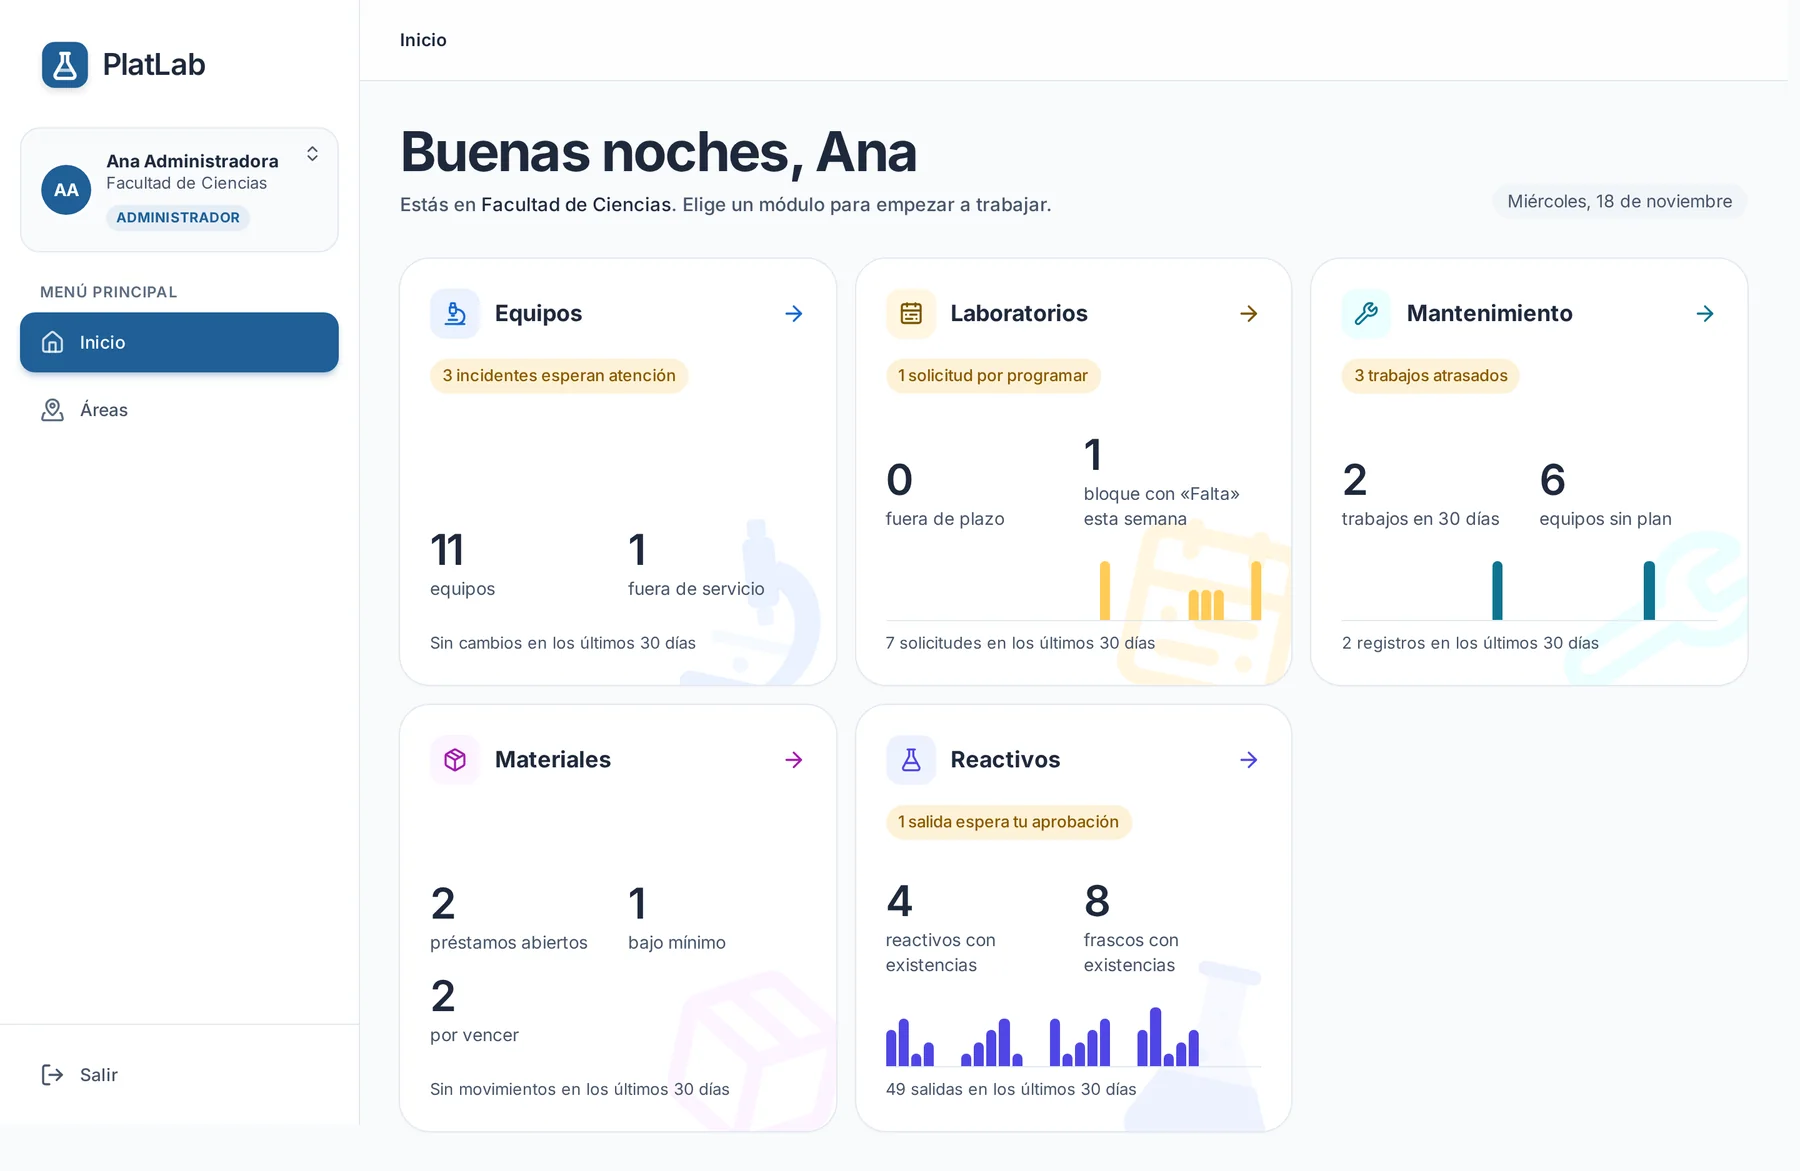 PlatLab
Ana Administradora
Facultad de Ciencias
AA
ADMINISTRADOR
MENÚ PRINCIPAL
Inicio
Áreas
Salir
Inicio
Buenas noches, Ana
Estás en Facultad de Ciencias. Elige un módulo para empezar a trabajar.
Miércoles, 18 de noviembre
Equipos
3 incidentes esperan atención
11
equipos
1
fuera de servicio
Sin cambios en los últimos 30 días
Laboratorios
1 solicitud por programar
0
fuera de plazo
1
bloque con «Falta»
esta semana
7 solicitudes en los últimos 30 días
Mantenimiento
3 trabajos atrasados
2
trabajos en 30 días
6
equipos sin plan
2 registros en los últimos 30 días
Materiales
2
préstamos abiertos
1
bajo mínimo
2
por vencer
Sin movimientos en los últimos 30 días
Reactivos
1 salida espera tu aprobación
4
reactivos con
existencias
8
frascos con
existencias
49 salidas en los últimos 30 días